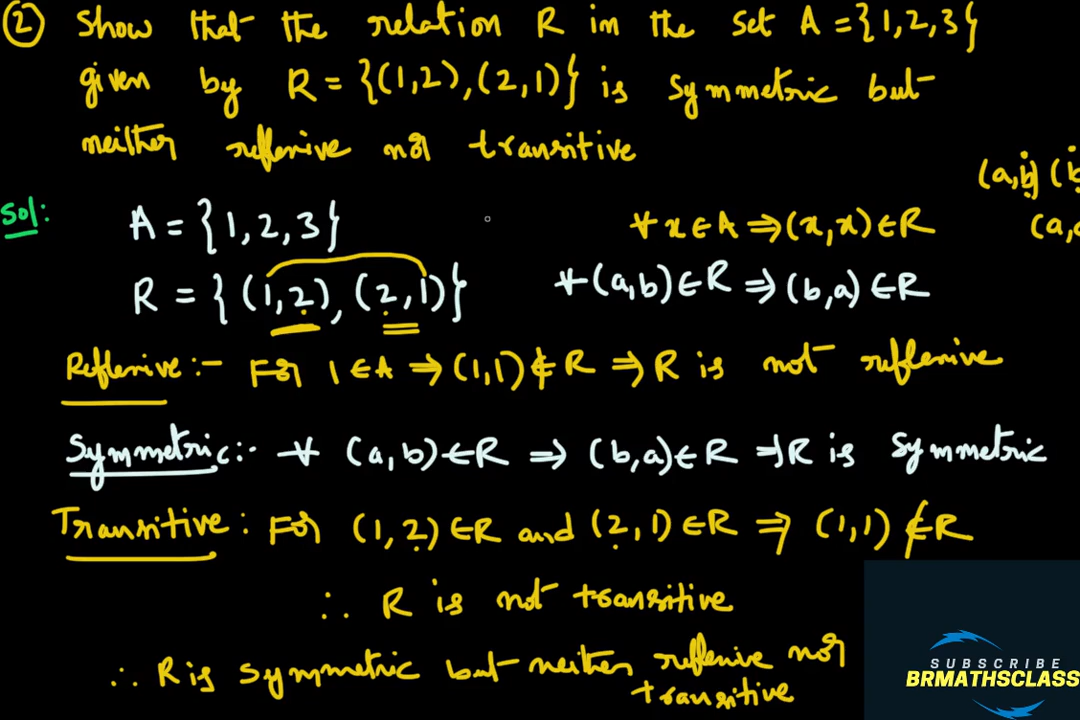 ② Show that the relation R in the set A = {1, 2, 3}
given by R = {(1,2), (2,1)} is symmetric but
neither reflexive nor transitive
(a,b) (b
Sol: A = {1, 2, 3} ∀ x ∈ A ⇒ (x, x) ∈ R (a,
R = {(1,2), (2,1)} ∀ (a,b) ∈ R ⇒ (b,a) ∈ R
Reflexive :- For 1 ∈ A ⇒ (1,1) ∉ R ⇒ R is not reflexive
Symmetric :- ∀ (a,b) ∈ R ⇒ (b,a) ∈ R ⇒ R is symmetric
Transitive : For (1,2) ∈ R and (2,1) ∈ R ⇒ (1,1) ∉ R
∴ R is not transitive
∴ R is symmetric but neither reflexive nor
transitive
SUBSCRIBE
BRMATHSCLASS